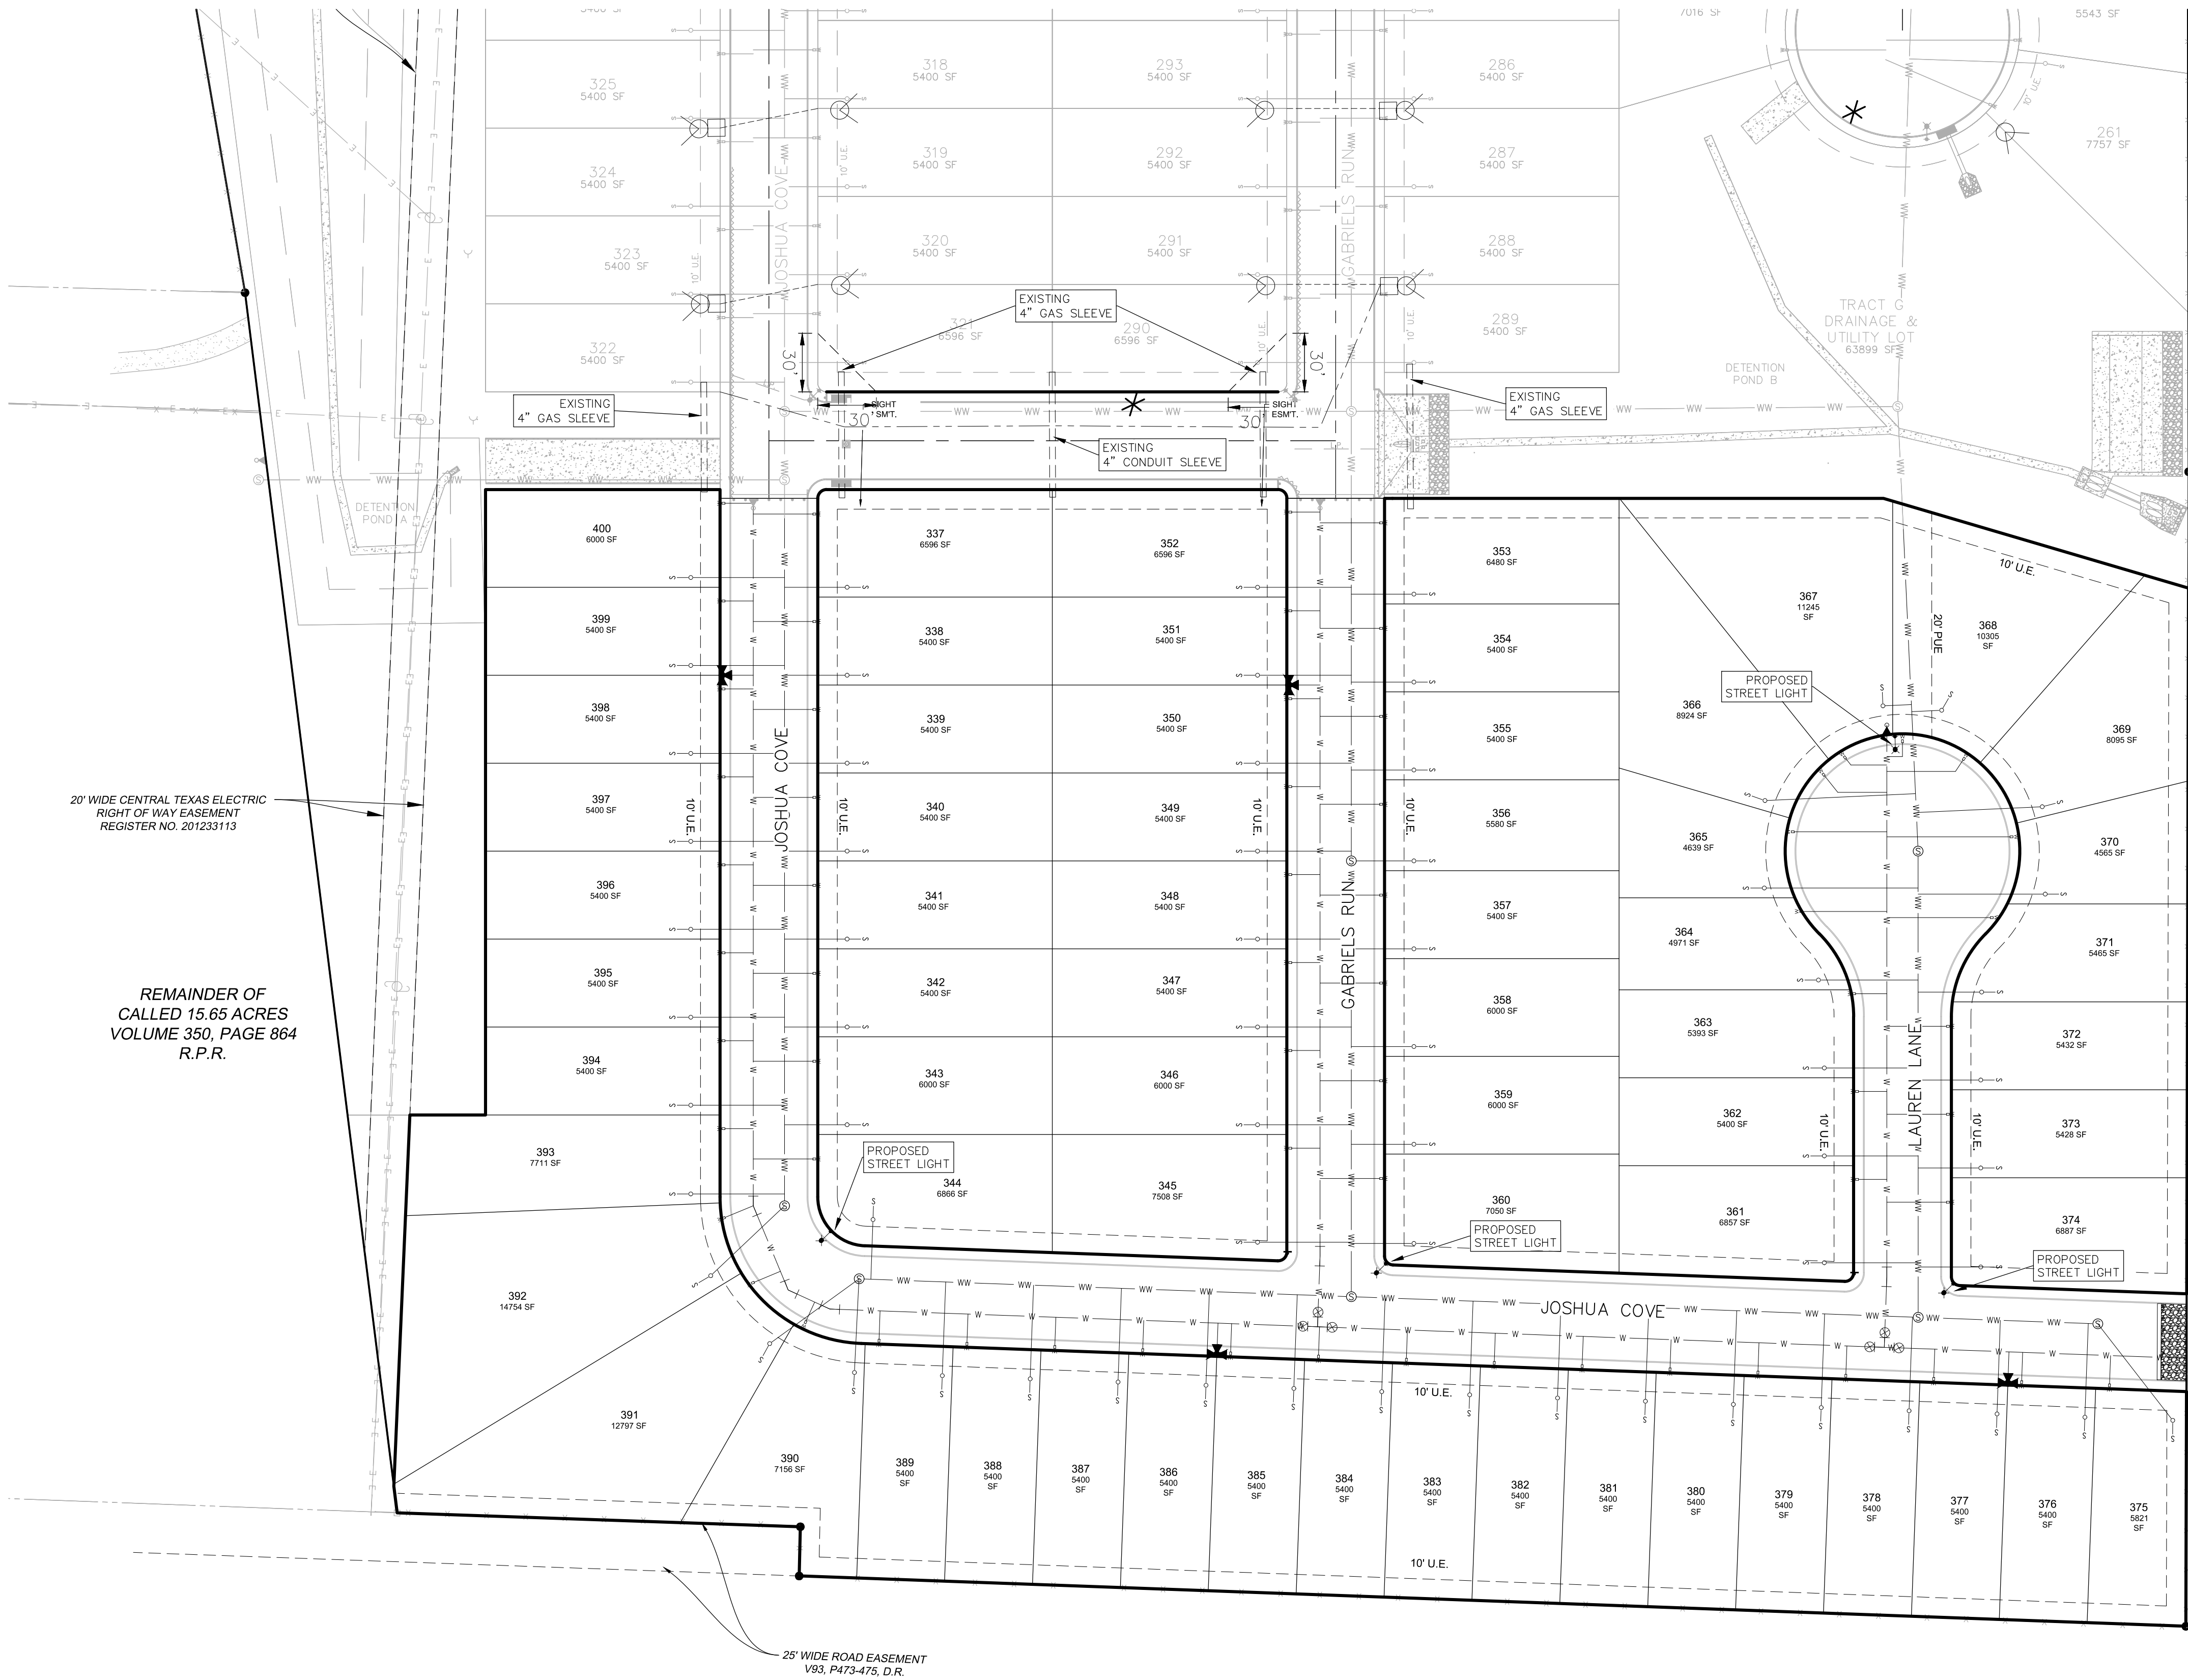 5400 SF
7016 SF
5543 SF
325
5400 SF
318
5400 SF
293
5400 SF
286
5400 SF
10' U.E.
261
7757 SF
324
5400 SF
319
5400 SF
292
5400 SF
287
5400 SF
10' U.E.
JOSHUA COVE
GABRIELS RUN
323
5400 SF
320
5400 SF
291
5400 SF
288
5400 SF
10' U.E.
EXISTING
4" GAS SLEEVE
321
6596 SF
290
6596 SF
10' U.E.
289
5400 SF
10' U.E.
TRACT G
DRAINAGE &
UTILITY LOT
63899 SF
322
5400 SF
30'
30'
DETENTION
POND B
EXISTING
4" GAS SLEEVE
SIGHT
ESM'T.
30'
SIGHT
ESM'T.
30'
EXISTING
4" GAS SLEEVE
EXISTING
4" CONDUIT SLEEVE
DETENTION
POND A
400
6000 SF
337
6596 SF
352
6596 SF
353
6480 SF
10' U.E.
367
11245
SF
368
10305
SF
20' PUE
399
5400 SF
338
5400 SF
351
5400 SF
354
5400 SF
PROPOSED
STREET LIGHT
398
5400 SF
339
5400 SF
350
5400 SF
355
5400 SF
366
8924 SF
369
8095 SF
20' WIDE CENTRAL TEXAS ELECTRIC
RIGHT OF WAY EASEMENT
REGISTER NO. 201233113
397
5400 SF
10' U.E.
JOSHUA COVE
10' U.E.
340
5400 SF
349
5400 SF
10' U.E.
10' U.E.
356
5580 SF
365
4639 SF
370
4565 SF
396
5400 SF
341
5400 SF
348
5400 SF
GABRIELS RUN
357
5400 SF
364
4971 SF
371
5465 SF
REMAINDER OF
CALLED 15.65 ACRES
VOLUME 350, PAGE 864
R.P.R.
395
5400 SF
342
5400 SF
347
5400 SF
358
6000 SF
363
5393 SF
372
5432 SF
394
5400 SF
343
6000 SF
346
6000 SF
359
6000 SF
362
5400 SF
10' U.E.
LAUREN LANE
10' U.E.
373
5428 SF
393
7711 SF
PROPOSED
STREET LIGHT
344
6866 SF
345
7508 SF
360
7050 SF
PROPOSED
STREET LIGHT
361
6857 SF
374
6887 SF
PROPOSED
STREET LIGHT
392
14754 SF
JOSHUA COVE
10' U.E.
391
12797 SF
390
7156 SF
389
5400
SF
388
5400
SF
387
5400
SF
386
5400
SF
385
5400
SF
384
5400
SF
383
5400
SF
382
5400
SF
381
5400
SF
380
5400
SF
379
5400
SF
378
5400
SF
377
5400
SF
376
5400
SF
375
5821
SF
10' U.E.
25' WIDE ROAD EASEMENT
V93, P473-475, D.R.